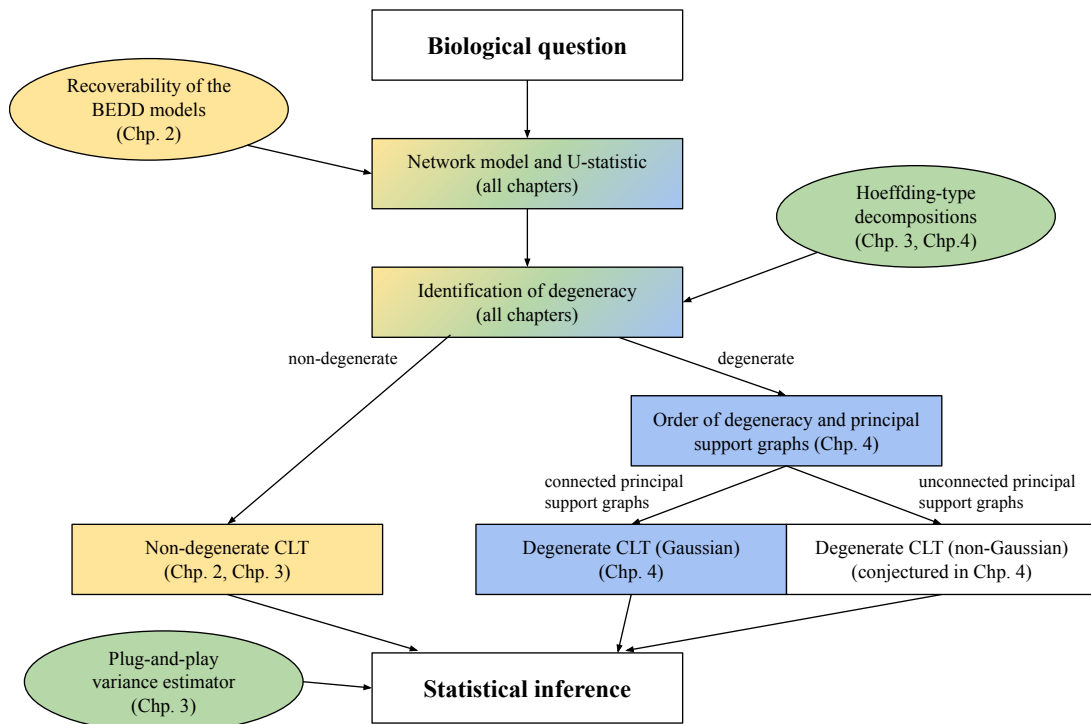 Biological question
Recoverability of the
BEDD models
(Chp. 2)
Network model and U-statistic
(all chapters)
Hoeffding-type
decompositions
(Chp. 3, Chp.4)
Identification of degeneracy
(all chapters)
non-degenerate
degenerate
Order of degeneracy and principal
support graphs (Chp. 4)
connected principal
support graphs
unconnected principal
support graphs
Non-degenerate CLT
(Chp. 2, Chp. 3)
Degenerate CLT (Gaussian)
(Chp. 4)
Degenerate CLT (non-Gaussian)
(conjectured in Chp. 4)
Plug-and-play
variance estimator
(Chp. 3)
Statistical inference